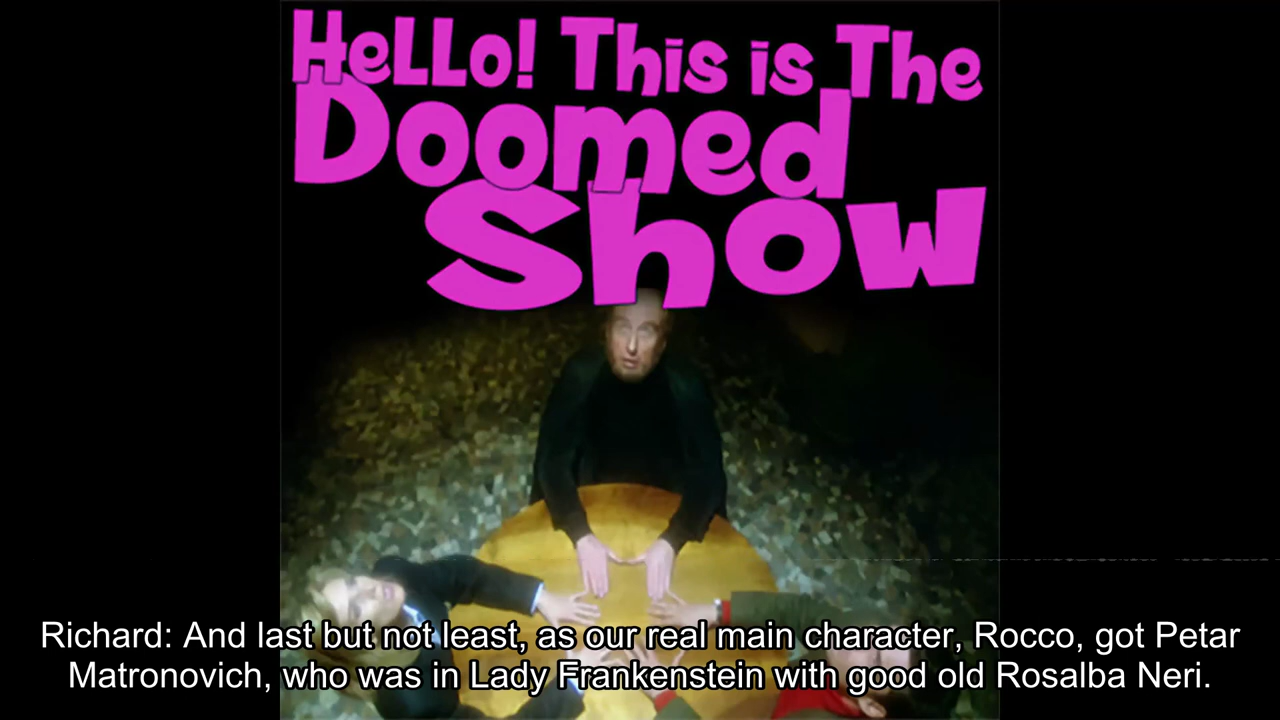 HeLLo! This is The
Doomed
Show
Richard: And last but not least, as our real main character, Rocco, got Petar
Matronovich, who was in Lady Frankenstein with good old Rosalba Neri.